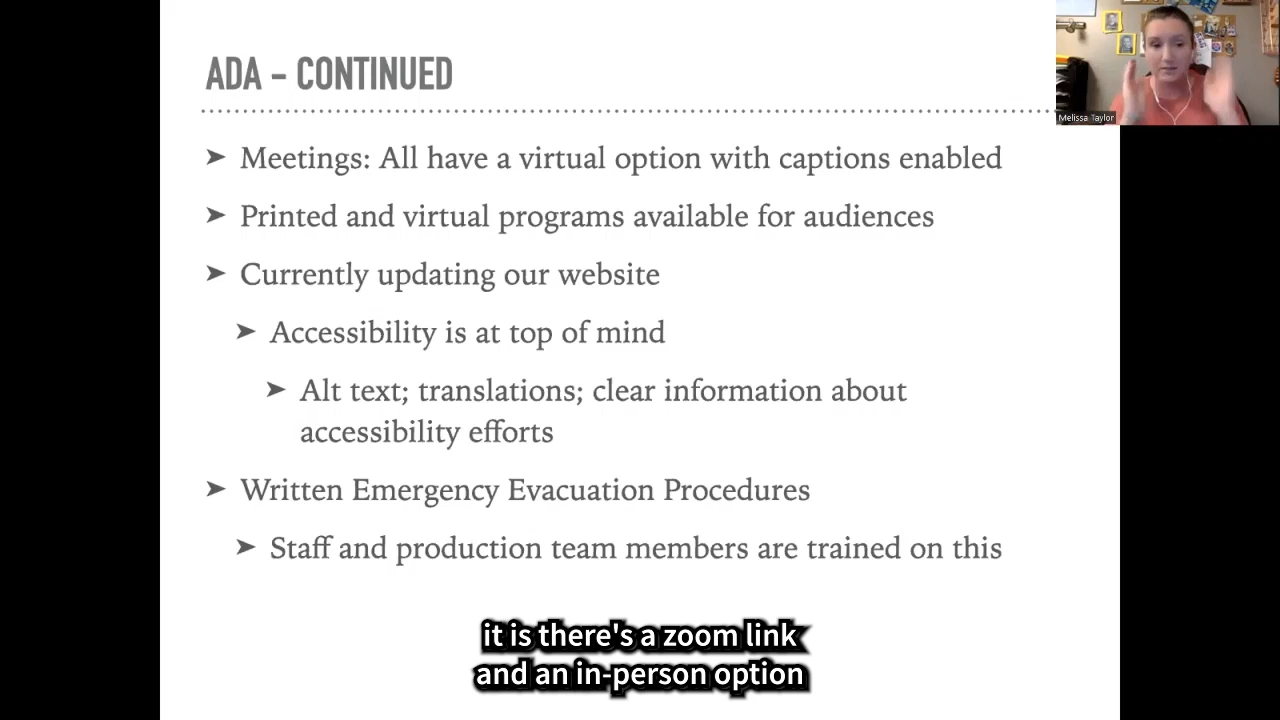 ADA – CONTINUED
Melissa Taylor
➤ Meetings: All have a virtual option with captions enabled
➤ Printed and virtual programs available for audiences
➤ Currently updating our website
➤ Accessibility is at top of mind
➤ Alt text; translations; clear information about
accessibility efforts
➤ Written Emergency Evacuation Procedures
➤ Staff and production team members are trained on this
it is there's a zoom link
and an in-person option